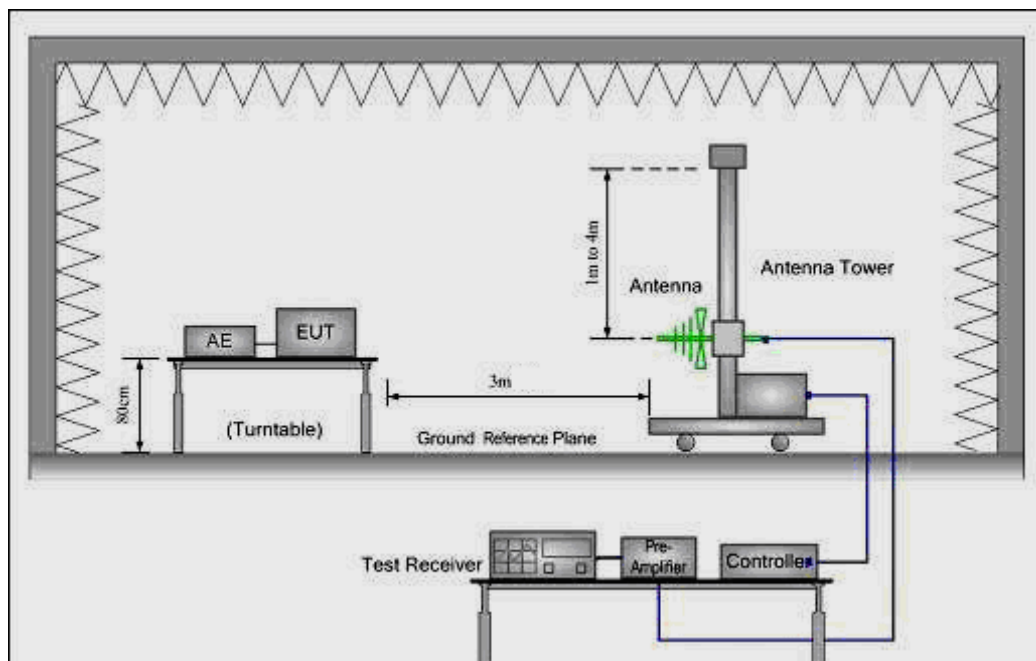 1m to 4m
Antenna
Antenna Tower
AE
EUT
80cm
3m
(Turntable)
Ground Reference Plane
Test Receiver
Pre-
Amplifier
Controller